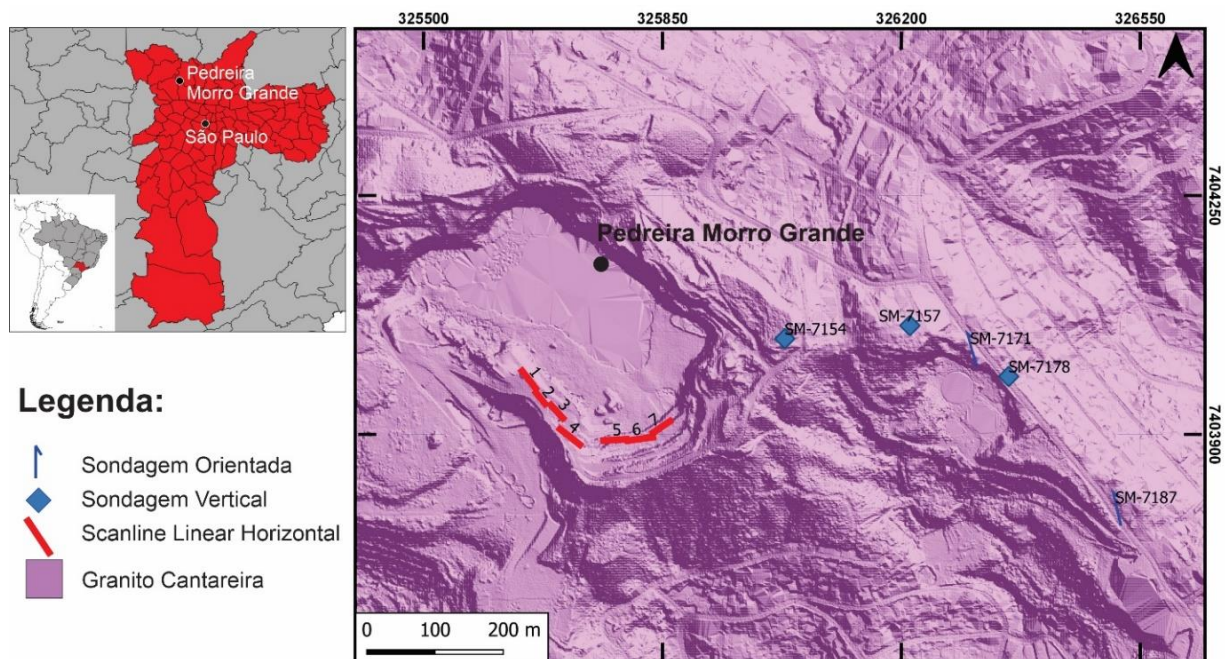 325500
325850
326200
326550
Pedreira
Morro Grande
São Paulo
7404250
Pedreira Morro Grande
SM-7154
SM-7157
SM-7171
SM-7178
1
2
3
4
5
6
7
7403900
SM-7187
Legenda:
Sondagem Orientada
Sondagem Vertical
Scanline Linear Horizontal
Granito Cantareira
0
100
200 m